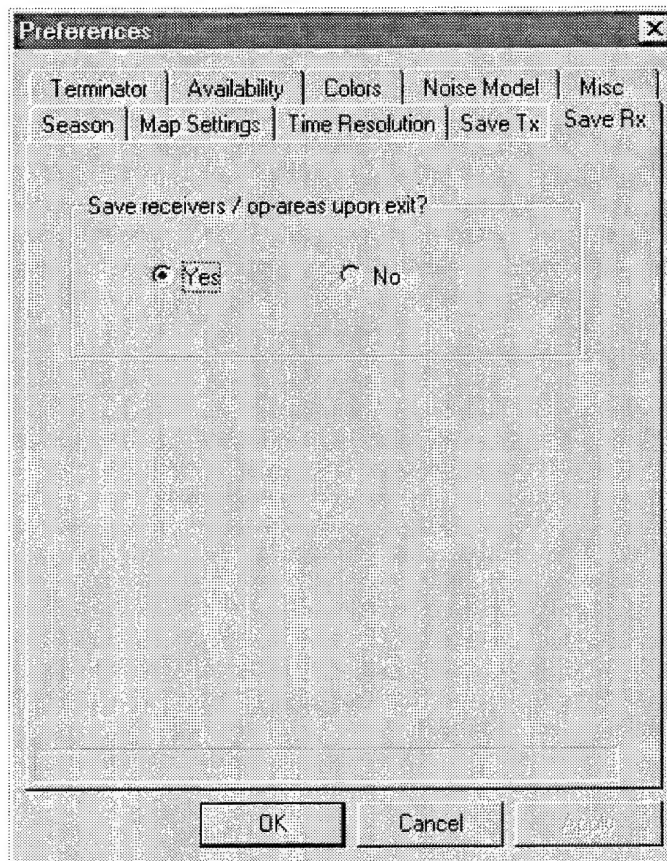 Preferences
Terminator Availability Colors Noise Model Misc
Season Map Settings Time Resolution Save Tx Save Rx
Save receivers / op-areas upon exit?
Yes No
OK Cancel Apply